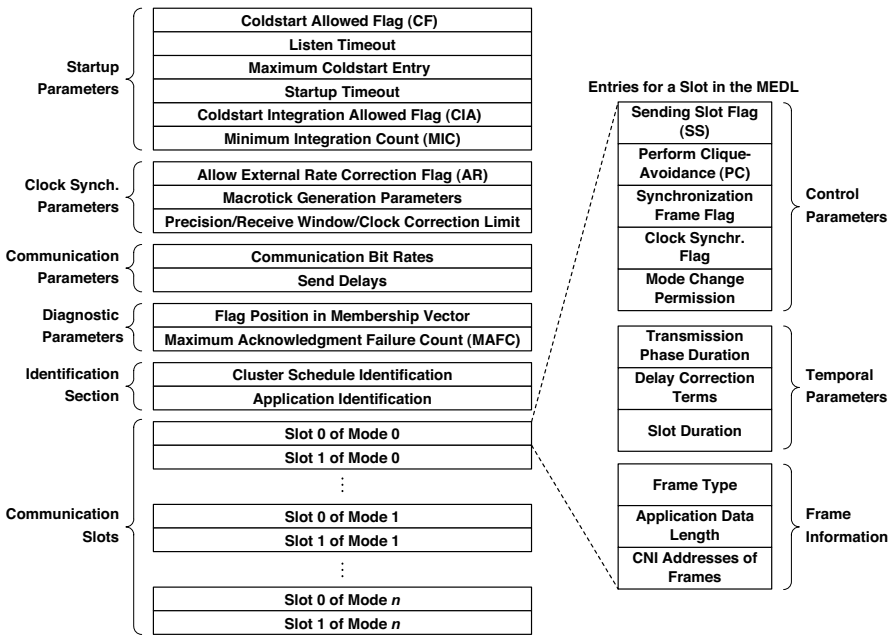 Startup
Parameters
Coldstart Allowed Flag (CF)
Listen Timeout
Maximum Coldstart Entry
Startup Timeout
Coldstart Integration Allowed Flag (CIA)
Minimum Integration Count (MIC)
Clock Synch.
Parameters
Allow External Rate Correction Flag (AR)
Macrotick Generation Parameters
Precision/Receive Window/Clock Correction Limit
Communication
Parameters
Communication Bit Rates
Send Delays
Diagnostic
Parameters
Flag Position in Membership Vector
Maximum Acknowledgment Failure Count (MAFC)
Identification
Section
Cluster Schedule Identification
Application Identification
Communication
Slots
Slot 0 of Mode 0
Slot 1 of Mode 0
Slot 0 of Mode 1
Slot 1 of Mode 1
Slot 0 of Mode n
Slot 1 of Mode n
Entries for a Slot in the MEDL
Sending Slot Flag
(SS)
Perform Clique-
Avoidance (PC)
Synchronization
Frame Flag
Clock Synchr.
Flag
Mode Change
Permission
Control
Parameters
Transmission
Phase Duration
Delay Correction
Terms
Slot Duration
Temporal
Parameters
Frame Type
Application Data
Length
CNI Addresses of
Frames
Frame
Information